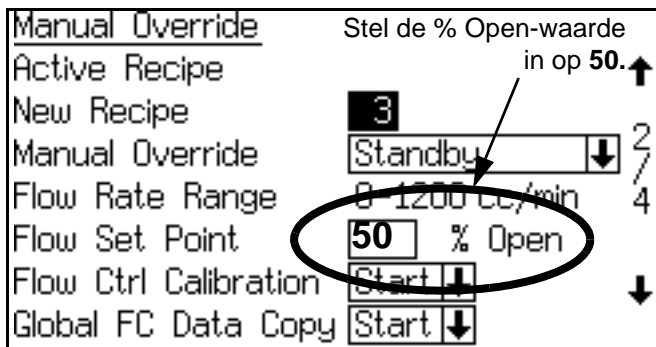 Manual Override
Stel de % Open-waarde
in op 50.
Active Recipe
New Recipe 3
Manual Override Standby
Flow Rate Range 0-1200 cc/min
Flow Set Point 50 % Open
Flow Ctrl Calibration Start
Global FC Data Copy Start
2/4